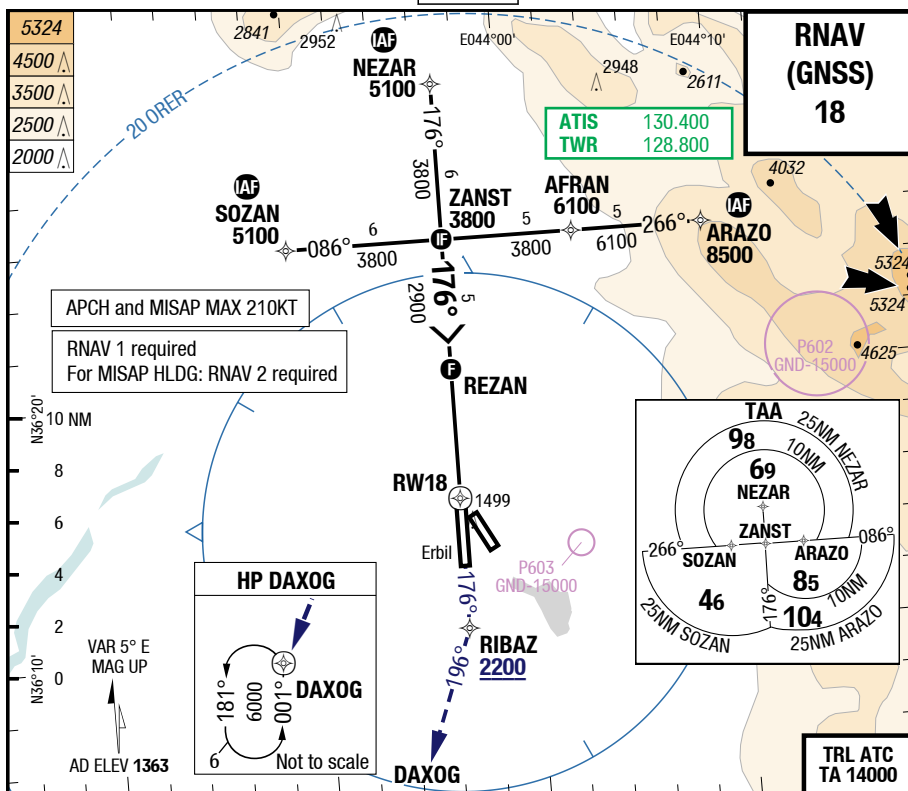 5324
4500
3500
2500
2000
2841
2952
IAF
NEZAR
5100
E044°00'
E044°10'
2948
2611
RNAV
(GNSS)
18
20 ORER
176°
6
3800
ATIS 130.400
TWR 128.800
4032
IAF
SOZAN
5100
086°
6
3800
ZANST
3800
IF
5
3800
AFRAN
6100
5
6100
266°
IAF
ARAZO
8500
5324
5324
176°
5
2900
APCH and MISAP MAX 210KT
RNAV 1 required
For MISAP HLDG: RNAV 2 required
F
REZAN
P602
GND-15000
4625
N36°20'
10 NM
8
6
4
2
0
N36°10'
RW18
1499
Erbil
P603
GND-15000
176°
RIBAZ
2200
196°
DAXOG
TAA
98
25NM NEZAR
10NM
69
NEZAR
ZANST
266°
SOZAN
ARAZO
086°
46
176°
85
10NM
104
25NM SOZAN
25NM ARAZO
HP DAXOG
DAXOG
181°
6000
001°
6
Not to scale
VAR 5° E
MAG UP
AD ELEV 1363
TRL ATC
TA 14000